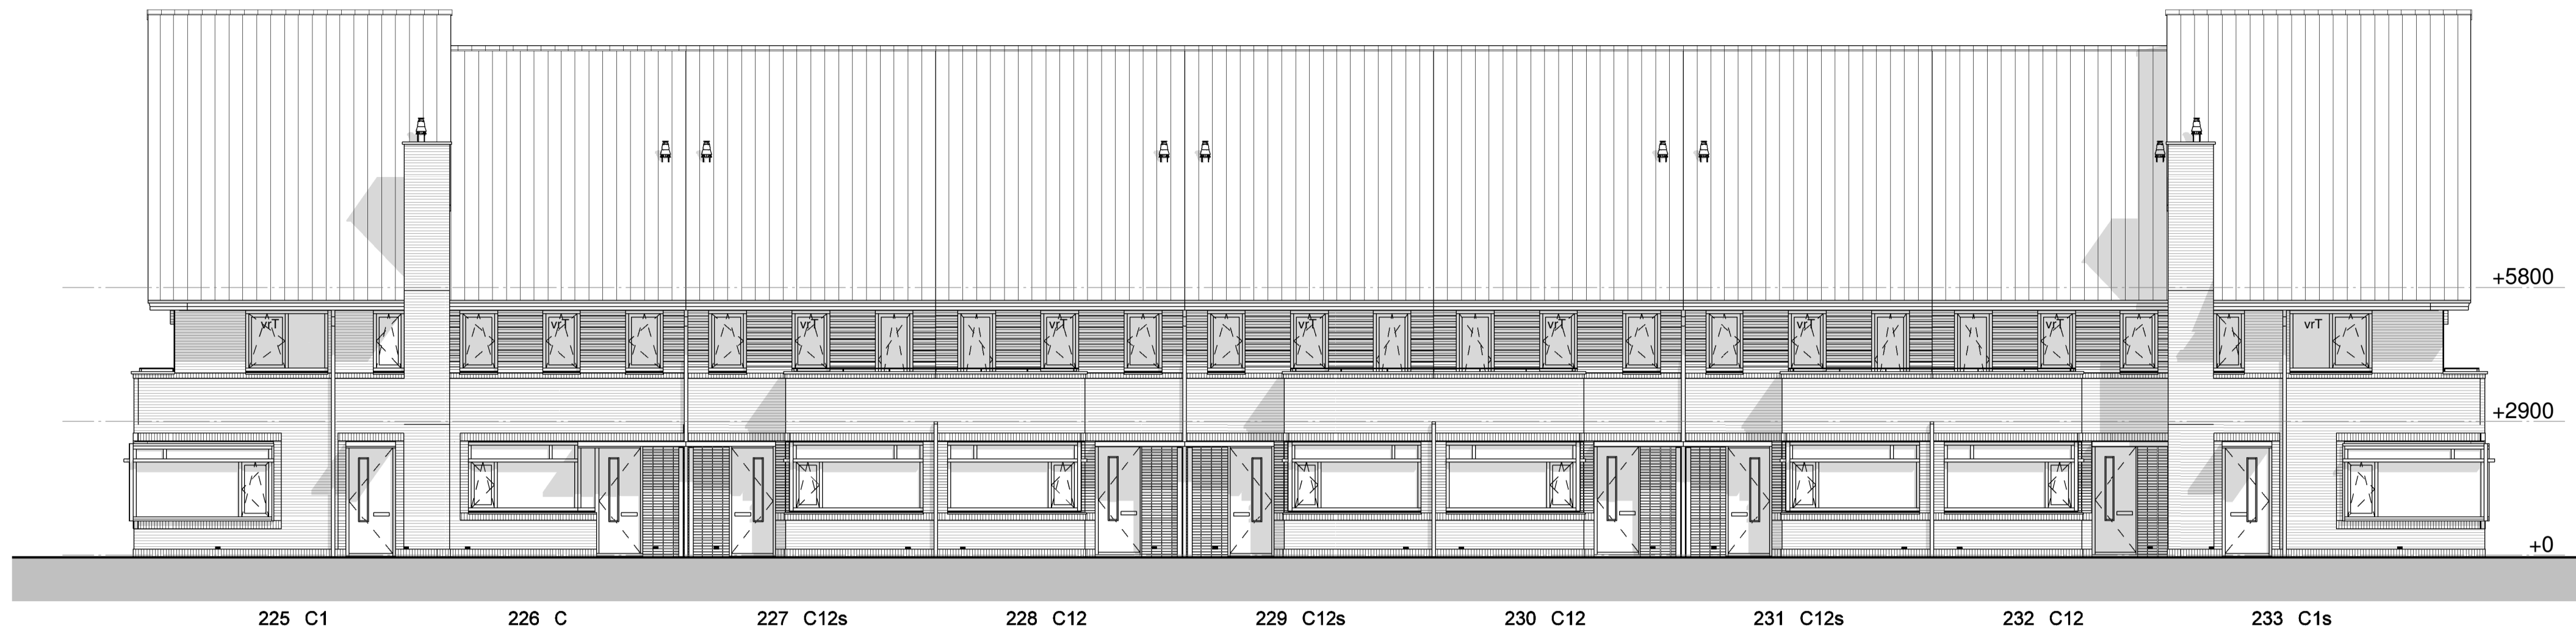 +5800
vrT vrT vrT vrT vrT vrT vrT vrT vrT
+2900
+0
225 C1 226 C 227 C12s 228 C12 229 C12s 230 C12 231 C12s 232 C12 233 C1s